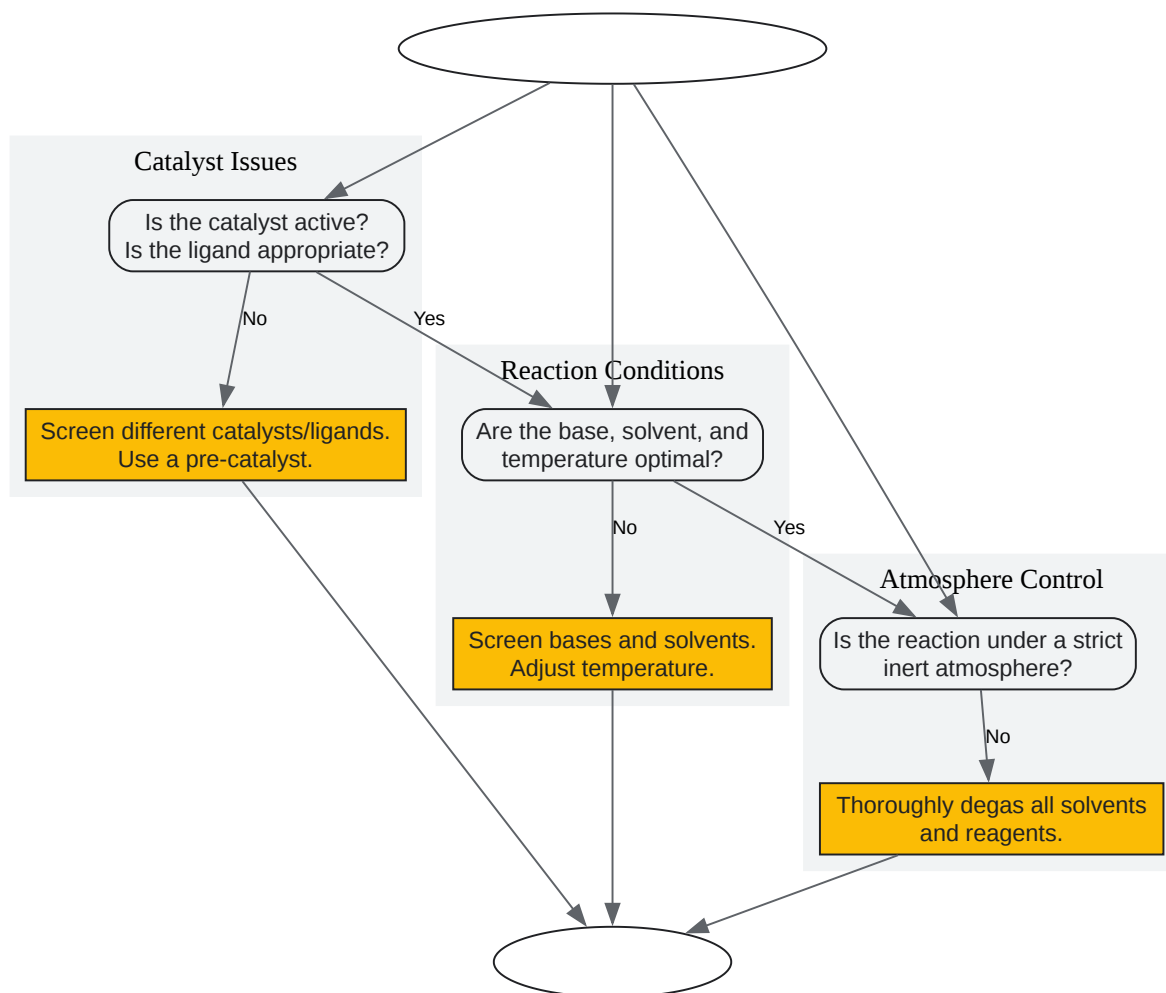 Catalyst Issues
Is the catalyst active?
Is the ligand appropriate?
No
Yes
Screen different catalysts/ligands.
Use a pre-catalyst.
Reaction Conditions
Are the base, solvent, and
temperature optimal?
No
Yes
Screen bases and solvents.
Adjust temperature.
Atmosphere Control
Is the reaction under a strict
inert atmosphere?
No
Thoroughly degas all solvents
and reagents.